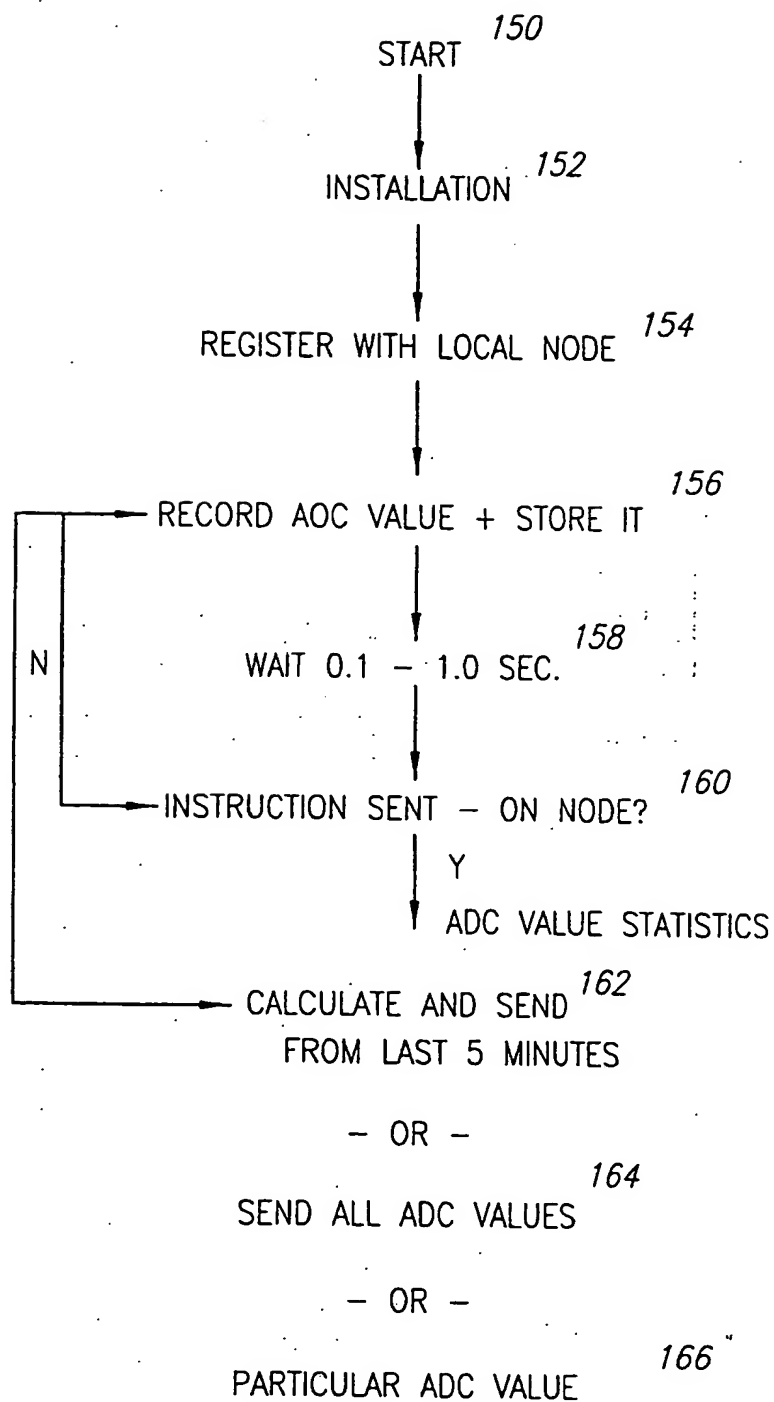 150
START
152
INSTALLATION
154
REGISTER WITH LOCAL NODE
156
RECORD AOC VALUE + STORE IT
158
N
WAIT 0.1 – 1.0 SEC.
160
INSTRUCTION SENT – ON NODE?
Y
ADC VALUE STATISTICS
162
CALCULATE AND SEND
FROM LAST 5 MINUTES
– OR –
164
SEND ALL ADC VALUES
– OR –
166
PARTICULAR ADC VALUE